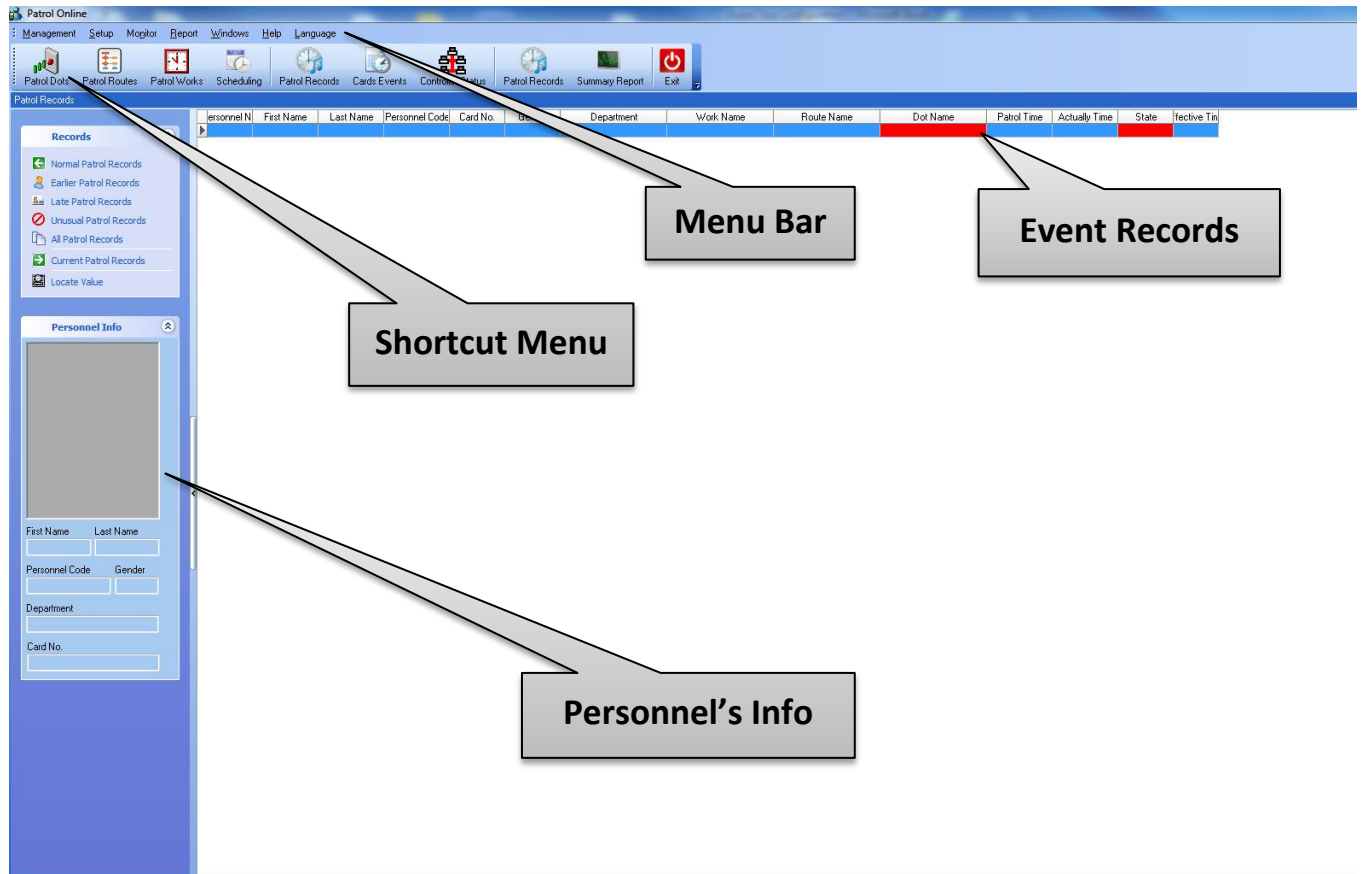 Patrol Online
Management Setup Monitor Report Windows Help Language
Patrol Dots Patrol Routes Patrol Works Scheduling Patrol Records Cards Events Status Patrol Records Summary Report Exit
Patrol Records
ersonnel N First Name Last Name Personnel Code Card No. Department Work Name Route Name Dot Name Patrol Time Actually Time State fective Tin
Records
Normal Patrol Records
Earlier Patrol Records
Late Patrol Records
Unusual Patrol Records
All Patrol Records
Current Patrol Records
Locate Value
Menu Bar
Event Records
Shortcut Menu
Personnel Info
First Name Last Name
Personnel Code Gender
Department
Card No.
Personnel’s Info